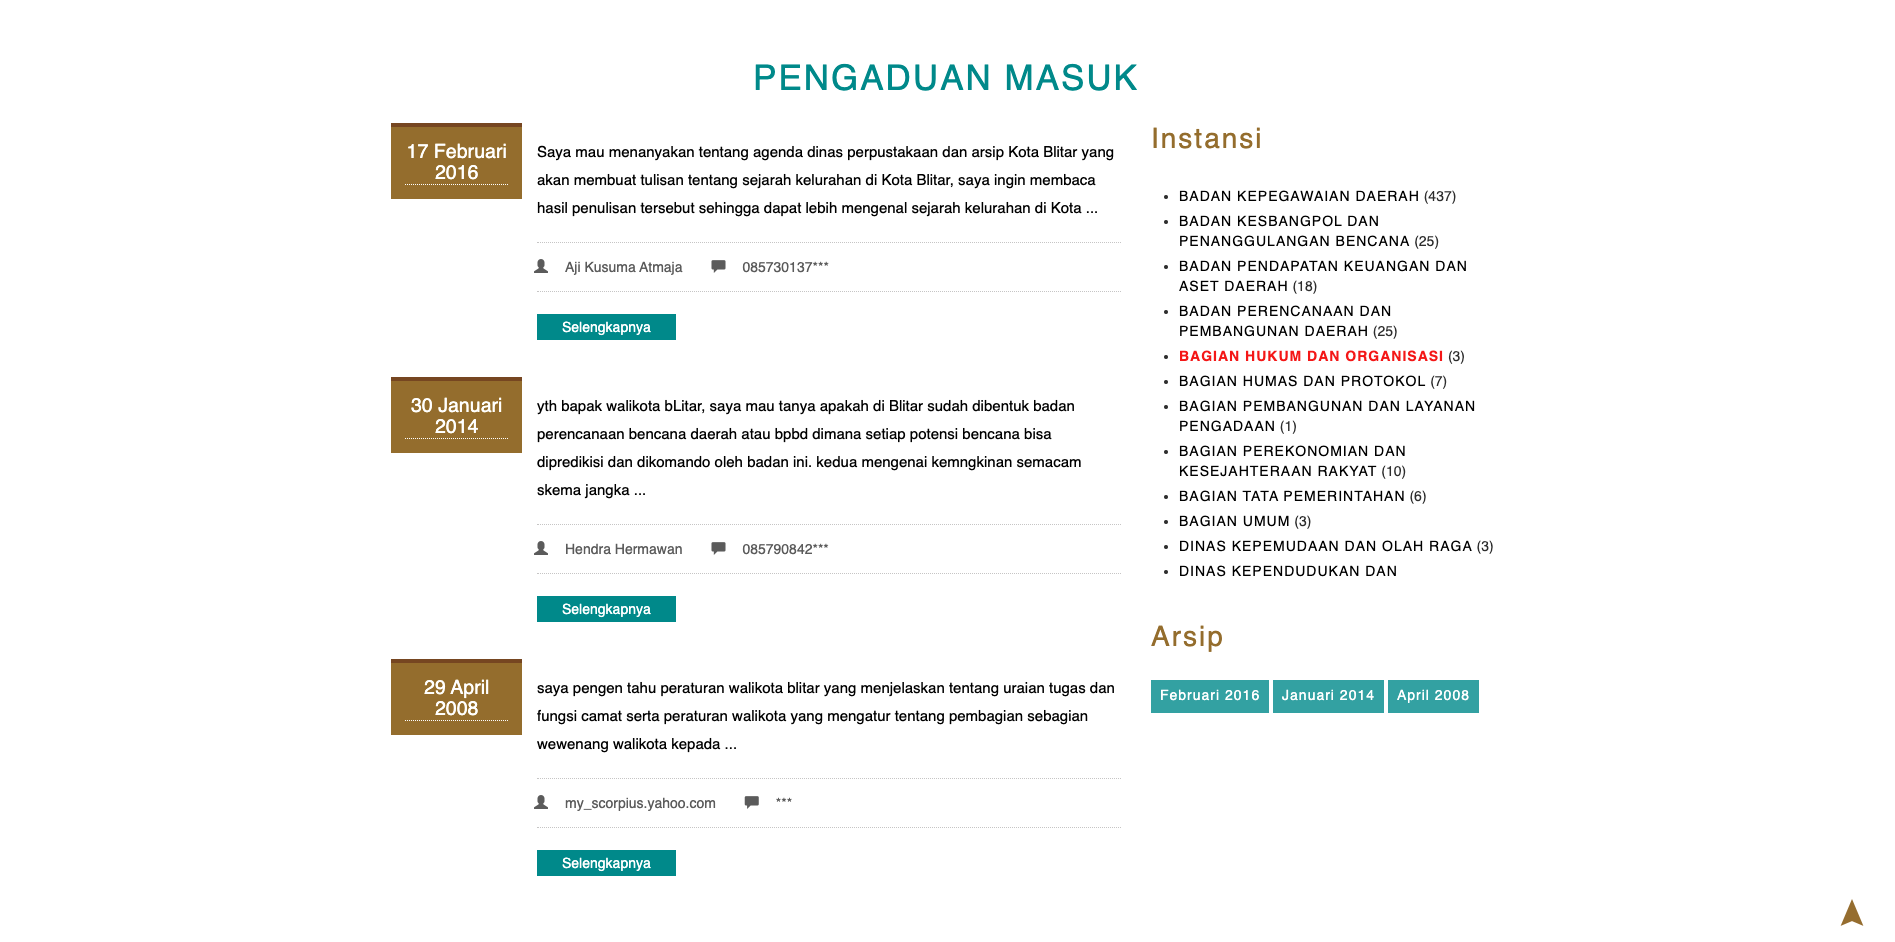 PENGADUAN MASUK
17 Februari
2016
Saya mau menanyakan tentang agenda dinas perpustakaan dan arsip Kota Blitar yang
akan membuat tulisan tentang sejarah kelurahan di Kota Blitar, saya ingin membaca
hasil penulisan tersebut sehingga dapat lebih mengenal sejarah kelurahan di Kota ...
Aji Kusuma Atmaja 085730137***
Selengkapnya
30 Januari
2014
yth bapak walikota bLitar, saya mau tanya apakah di Blitar sudah dibentuk badan
perencanaan bencana daerah atau bpbd dimana setiap potensi bencana bisa
dipredikisi dan dikomando oleh badan ini. kedua mengenai kemngkinan semacam
skema jangka ...
Hendra Hermawan 085790842***
Selengkapnya
29 April
2008
saya pengen tahu peraturan walikota blitar yang menjelaskan tentang uraian tugas dan
fungsi camat serta peraturan walikota yang mengatur tentang pembagian sebagian
wewenang walikota kepada ...
my_scorpius.yahoo.com ***
Selengkapnya
Instansi
BADAN KEPEGAWAIAN DAERAH (437)
BADAN KESBANGPOL DAN
PENANGGULANGAN BENCANA (25)
BADAN PENDAPATAN KEUANGAN DAN
ASET DAERAH (18)
BADAN PERENCANAAN DAN
PEMBANGUNAN DAERAH (25)
BAGIAN HUKUM DAN ORGANISASI (3)
BAGIAN HUMAS DAN PROTOKOL (7)
BAGIAN PEMBANGUNAN DAN LAYANAN
PENGADAAN (1)
BAGIAN PEREKONOMIAN DAN
KESEJAHTERAAN RAKYAT (10)
BAGIAN TATA PEMERINTAHAN (6)
BAGIAN UMUM (3)
DINAS KEPEMUDAAN DAN OLAH RAGA (3)
DINAS KEPENDUDUKAN DAN
Arsip
Februari 2016 Januari 2014 April 2008